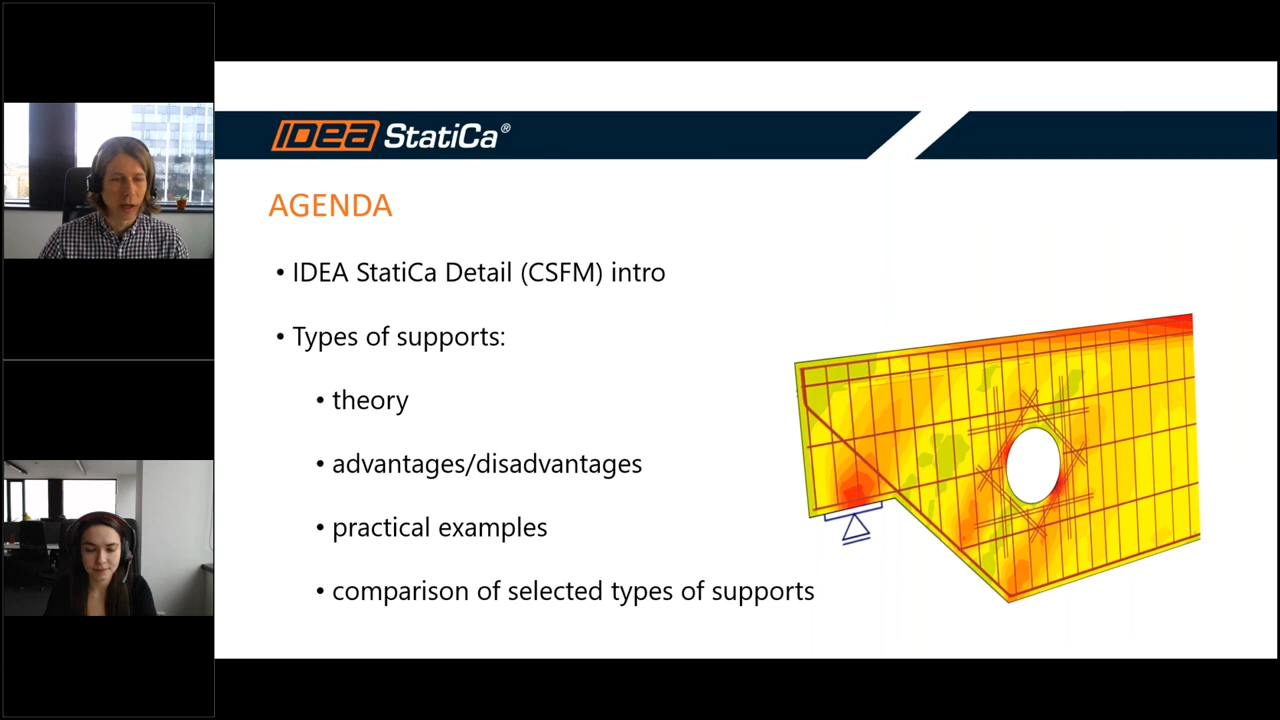 IDEA StatiCa®
AGENDA
• IDEA StatiCa Detail (CSFM) intro
• Types of supports:
• theory
• advantages/disadvantages
• practical examples
• comparison of selected types of supports